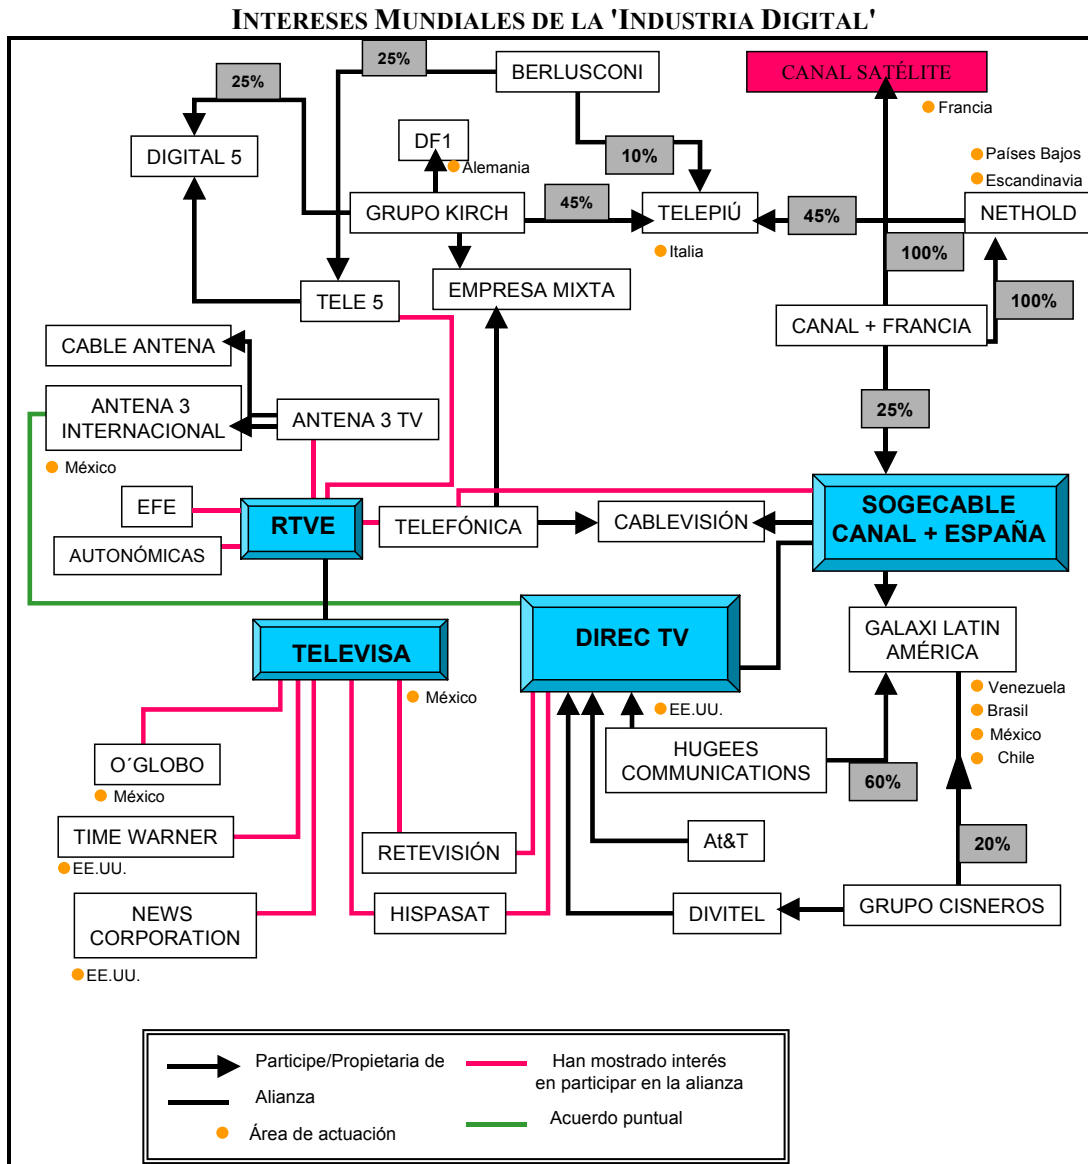 INTERESES MUNDIALES DE LA 'INDUSTRIA DIGITAL'
25%
BERLUSCONI
CANAL SATÉLITE
25%
Francia
DF1
DIGITAL 5
10%
Países Bajos
Alemania
Escandinavia
GRUPO KIRCH
45%
TELEPIÚ
45%
NETHOLD
Italia
100%
EMPRESA MIXTA
TELE 5
100%
CANAL + FRANCIA
CABLE ANTENA
ANTENA 3
INTERNACIONAL
ANTENA 3 TV
25%
México
EFE
RTVE
TELEFÓNICA
CABLEVISIÓN
SOGECABLE
CANAL + ESPAÑA
AUTONÓMICAS
TELEVISA
DIREC TV
GALAXI LATIN
AMÉRICA
México
EE.UU.
Venezuela
Brasil
México
Chile
O´GLOBO
México
HUGEES
COMMUNICATIONS
60%
TIME WARNER
EE.UU.
RETEVISIÓN
At&T
20%
NEWS
CORPORATION
EE.UU.
HISPASAT
DIVITEL
GRUPO CISNEROS
Participe/Propietaria de
Han mostrado interés
en participar en la alianza
Alianza
Acuerdo puntual
Área de actuación